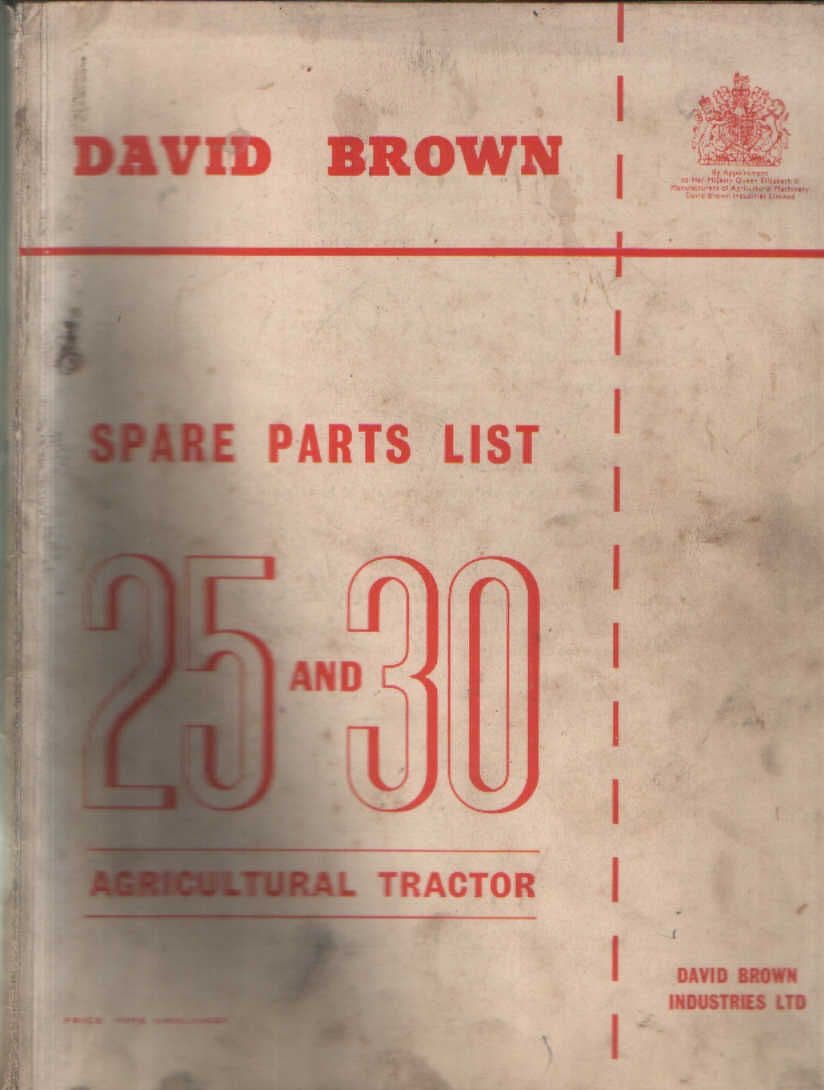 DAVID BROWN
By Appointment
to Her Majesty Queen Elizabeth II
Manufacturers of Agricultural Machinery
David Brown Industries Limited
SPARE PARTS LIST
25 AND 30
AGRICULTURAL TRACTOR
DAVID BROWN
INDUSTRIES LTD
PRICE